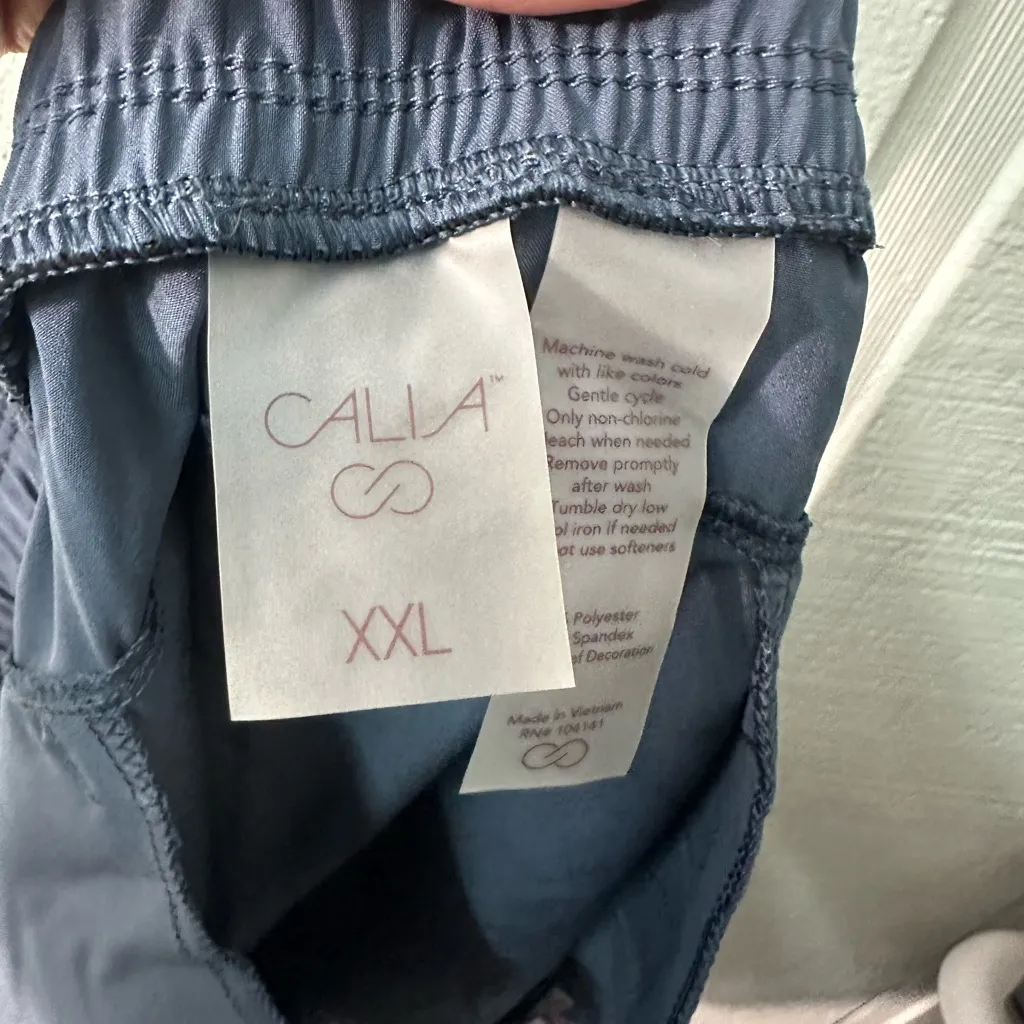 CALIA™
XXL
Machine wash cold
with like colors
Gentle cycle
Only non-chlorine
leach when needed
Remove promptly
after wash
Tumble dry low
ol iron if needed
ot use softeners
Polyester
Spandex
of Decoration
Made in Vietnam
RN# 104141